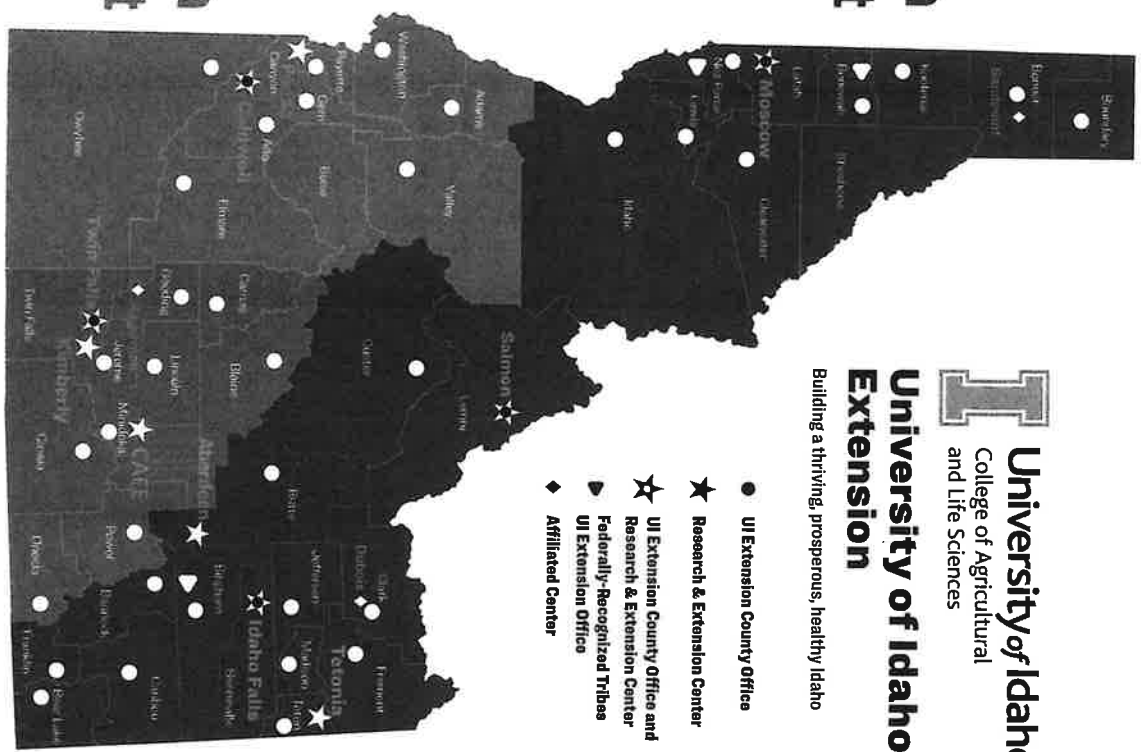 University of Idaho
College of Agricultural
and Life Sciences
University of Idaho
Extension
Building a thriving, prosperous, healthy Idaho
UI Extension County Office
Research & Extension Center
UI Extension County Office and
Research & Extension Center
Federally-Recognized Tribes
UI Extension Office
Affiliated Center
Boundary
Bonner
Kootenai
Benewah
Shoshone
Latah
Moscow
Clearwater
Nez Perce
Lewis
Idaho
Adams
Washington
Valley
Payette
Gem
Canyon
Boise
Ada
Elmore
Owyhee
Salmon
Lemhi
Custer
Butte
Clark
Dubois
Fremont
Jefferson
Madison
Teton
Tetonia
Idaho Falls
Bonneville
Bingham
Caribou
Bannock
Power
Oneida
Franklin
Bear Lake
Aberdeen
Camas
Blaine
Gooding
Lincoln
Jerome
Minidoka
CAFE
Twin Falls
Kimberly
Twin Falls
Cassia